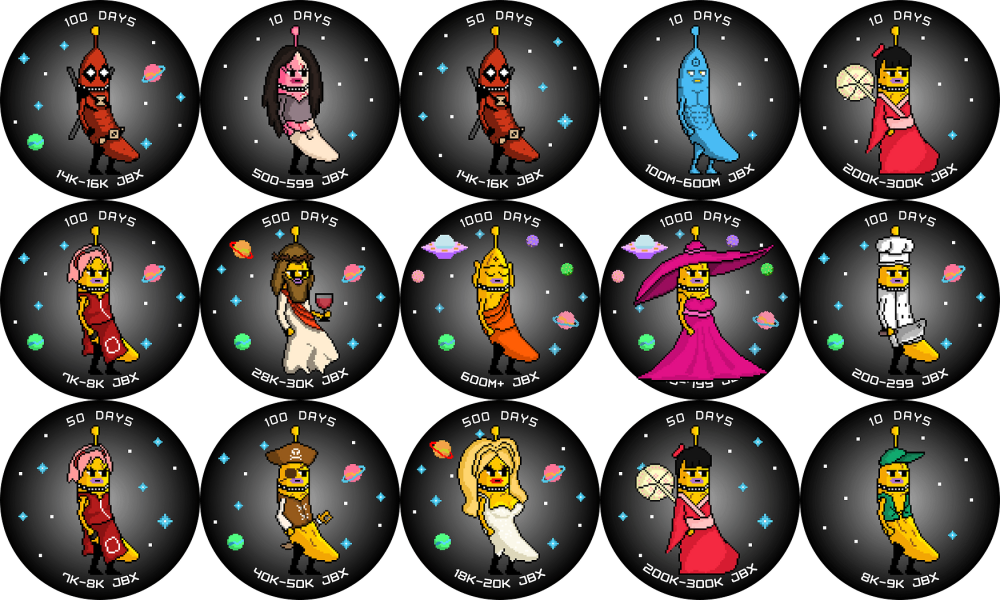 100 DAYS
14K-16K JBX
10 DAYS
500-599 JBX
50 DAYS
14K-16K JBX
10 DAYS
100M-600M JBX
10 DAYS
200K-300K JBX
100 DAYS
7K-8K JBX
500 DAYS
28K-30K JBX
1000 DAYS
600M+ JBX
1000 DAYS
JBX
100 DAYS
200-299 JBX
50 DAYS
7K-8K JBX
100 DAYS
40K-50K JBX
500 DAYS
18K-20K JBX
50 DAYS
200K-300K JBX
10 DAYS
8K-9K JBX